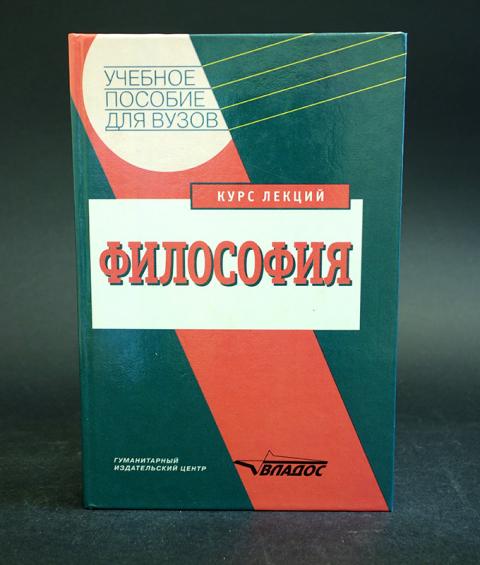 УЧЕБНОЕ
ПОСОБИЕ
ДЛЯ ВУЗОВ
КУРС ЛЕКЦИЙ
ФИЛОСОФИЯ
ГУМАНИТАРНЫЙ
ИЗДАТЕЛЬСКИЙ ЦЕНТР
ВЛАДОС